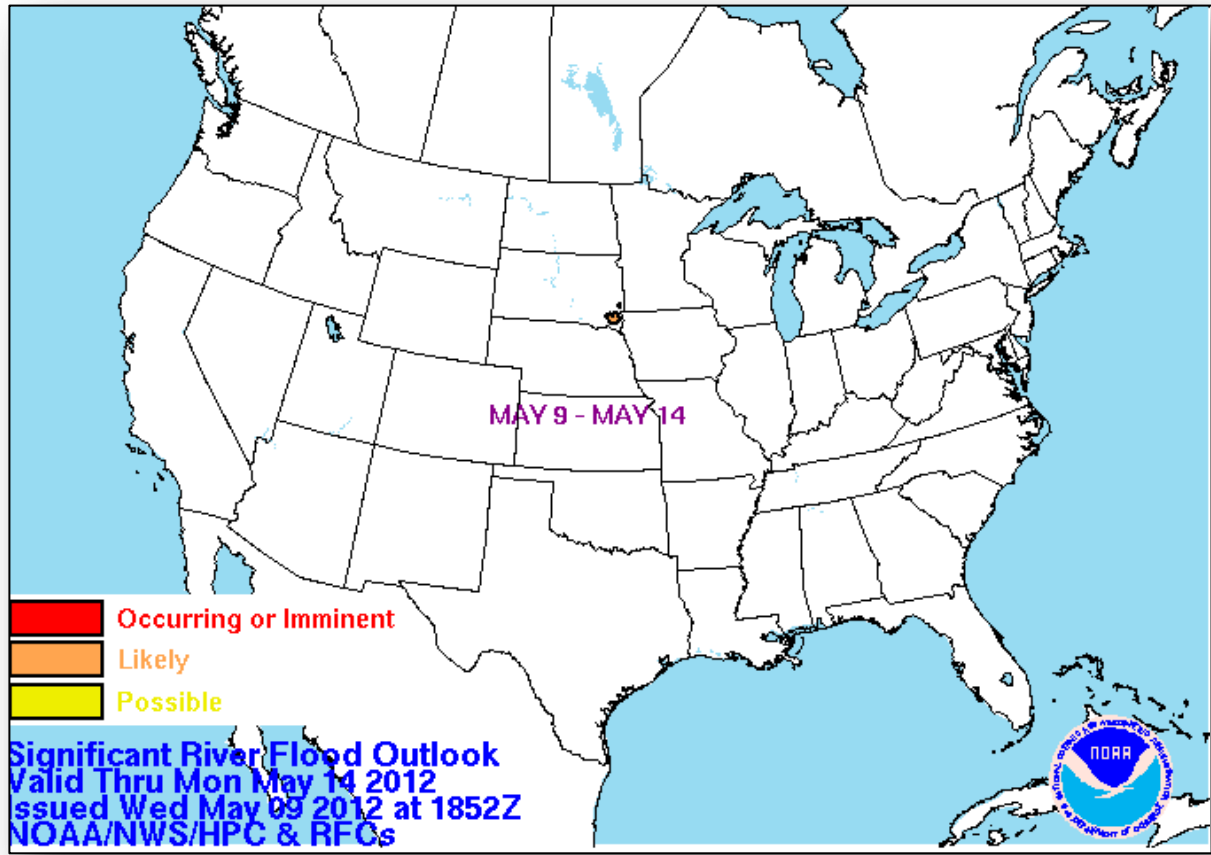 MAY 9 - MAY 14
Occurring or Imminent
Likely
Possible
Significant River Flood Outlook
Valid Thru Mon May 14 2012
Issued Wed May 09 2012 at 1852Z
NOAA/NWS/HPC & RFCs
NOAA